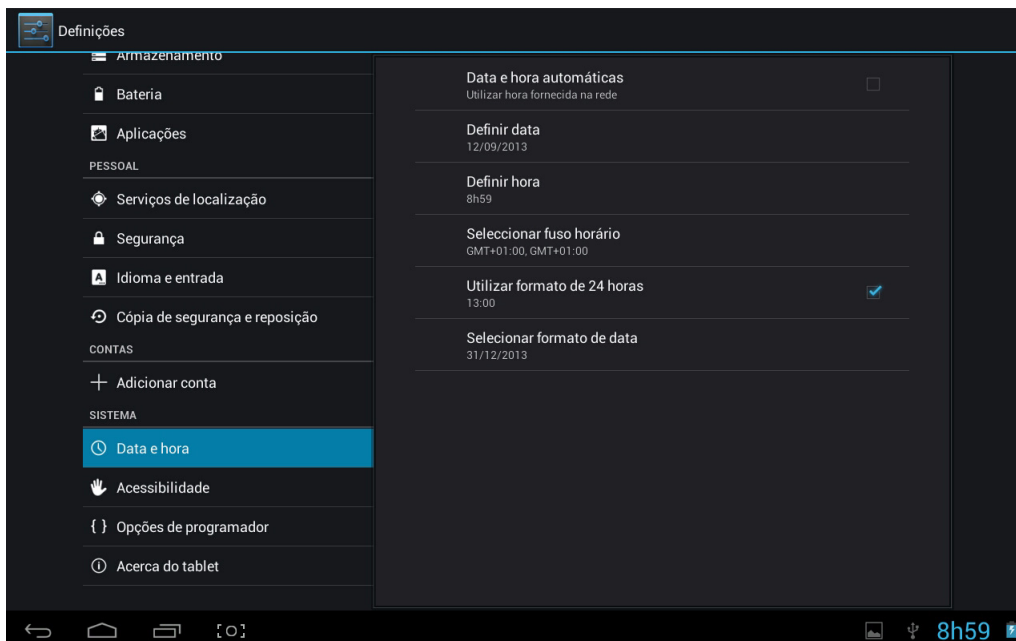 Definições
Armazenamento
Bateria
Aplicações
PESSOAL
Serviços de localização
Segurança
Idioma e entrada
Cópia de segurança e reposição
CONTAS
Adicionar conta
SISTEMA
Data e hora
Acessibilidade
{ } Opções de programador
Acerca do tablet
Data e hora automáticas
Utilizar hora fornecida na rede
Definir data
12/09/2013
Definir hora
8h59
Seleccionar fuso horário
GMT+01:00, GMT+01:00
Utilizar formato de 24 horas
13:00
Selecionar formato de data
31/12/2013
8h59